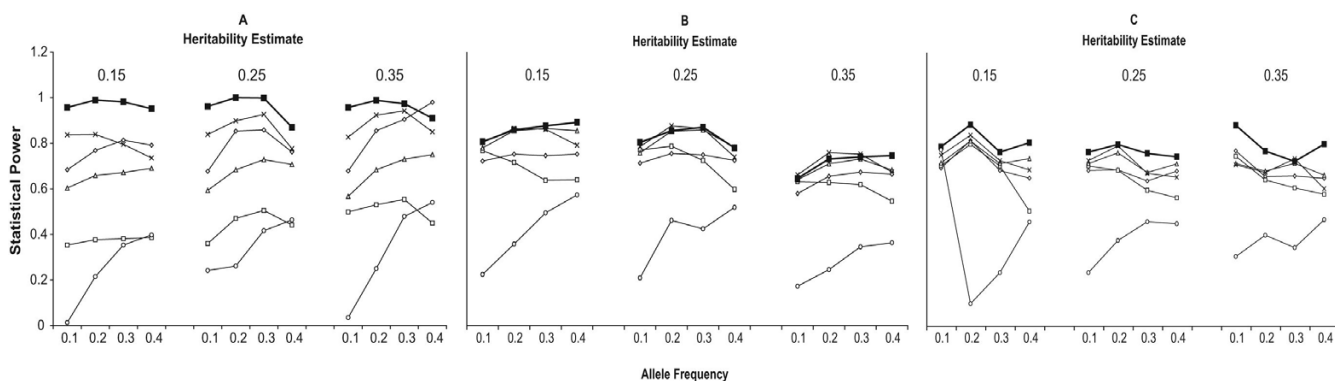 A
B
C
Heritability Estimate
Heritability Estimate
Heritability Estimate
0.15 0.25 0.35
0.15 0.25 0.35
0.15 0.25 0.35
Statistical Power
1.2
1
0.8
0.6
0.4
0.2
0
0.1 0.2 0.3 0.4 0.1 0.2 0.3 0.4 0.1 0.2 0.3 0.4
0.1 0.2 0.3 0.4 0.1 0.2 0.3 0.4 0.1 0.2 0.3 0.4
0.1 0.2 0.3 0.4 0.1 0.2 0.3 0.4 0.1 0.2 0.3 0.4
Allele Frequency